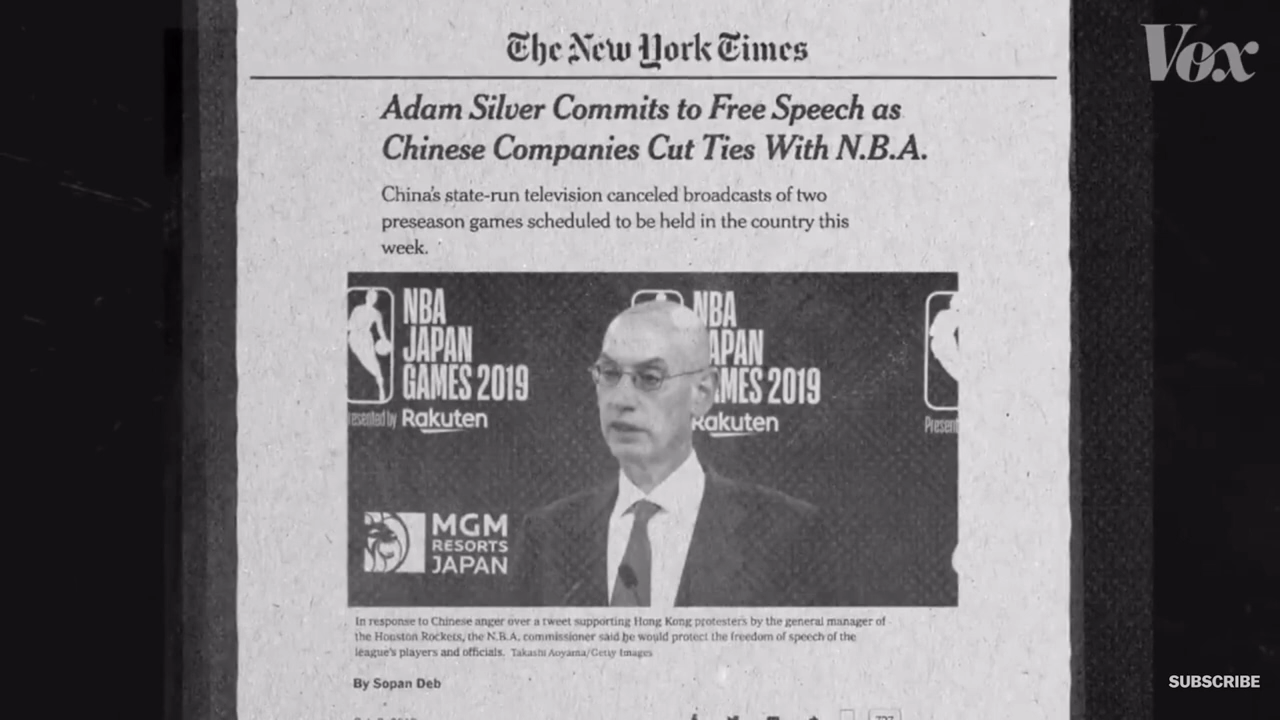 The New York Times
Vox
Adam Silver Commits to Free Speech as
Chinese Companies Cut Ties With N.B.A.
China's state-run television canceled broadcasts of two
preseason games scheduled to be held in the country this
week.
NBA
JAPAN
GAMES 2019
Presented by Rakuten
NBA
JAPAN
GAMES 2019
Rakuten
Present
MGM
RESORTS
JAPAN
In response to Chinese anger over a tweet supporting Hong Kong protesters by the general manager of
the Houston Rockets, the N.B.A. commissioner said he would protect the freedom of speech of the
league's players and officials. Takashi Aoyama/Getty Images
By Sopan Deb
SUBSCRIBE